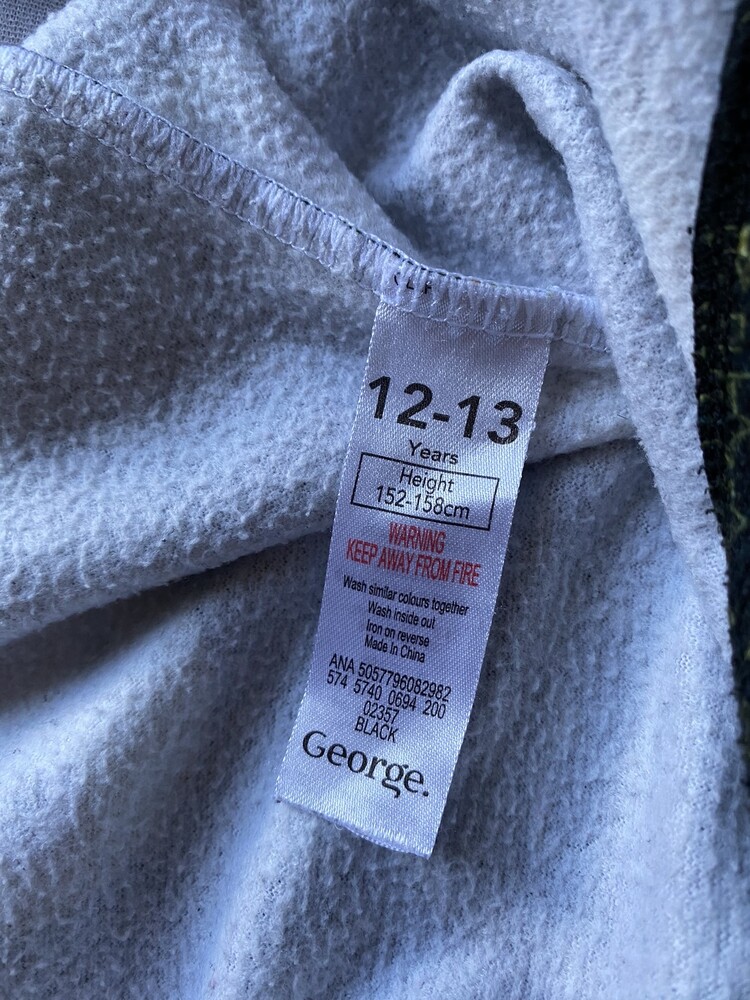 12-13
Years
Height
152-158cm
WARNING
KEEP AWAY FROM FIRE
Wash similar colours together
Wash inside out
Iron on reverse
Made In China
ANA 5057796082982
574 5740 0694 200
02357
BLACK
George.